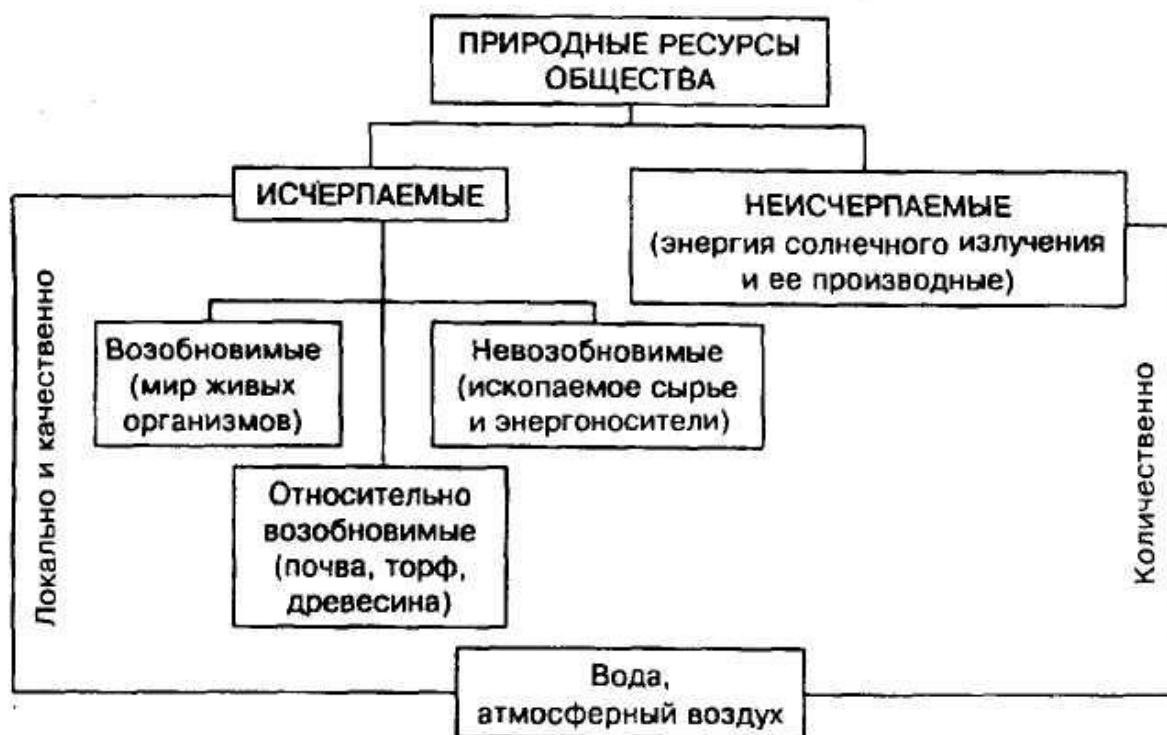 ПРИРОДНЫЕ РЕСУРСЫ
ОБЩЕСТВА
ИСЧЕРПАЕМЫЕ
НЕИСЧЕРПАЕМЫЕ
(энергия солнечного излучения
и ее производные)
Локально и качественно
Возобновимые
(мир живых
организмов)
Невозобновимые
(ископаемое сырье
и энергоносители)
Количественно
Относительно
возобновимые
(почва, торф,
древесина)
Вода,
атмосферный воздух